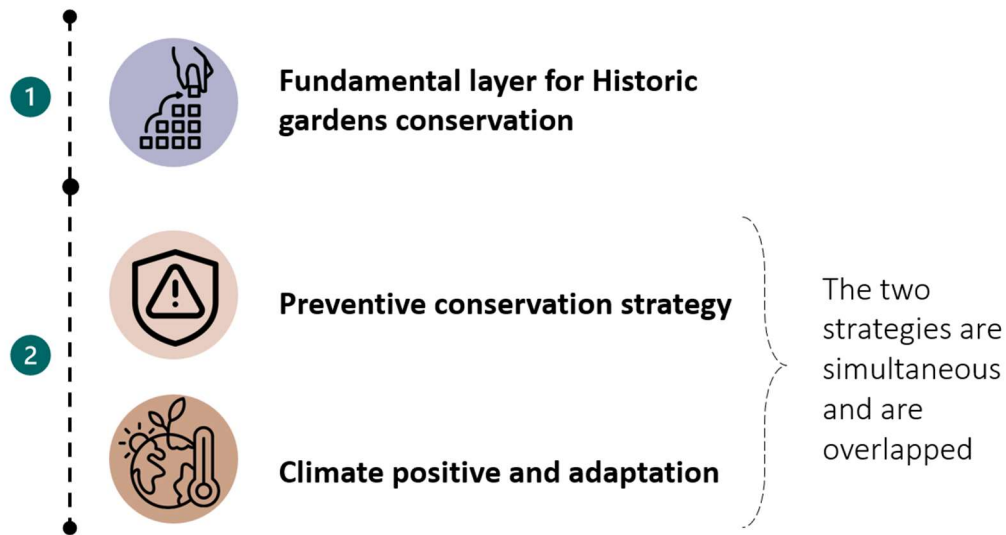 1
Fundamental layer for Historic
gardens conservation
2
Preventive conservation strategy
Climate positive and adaptation
The two
strategies are
simultaneous
and are
overlapped